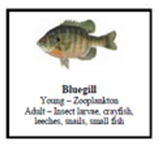 Bluegill
Young – Zooplankton
Adult – Insect larvae, crayfish,
leeches, snails, small fish